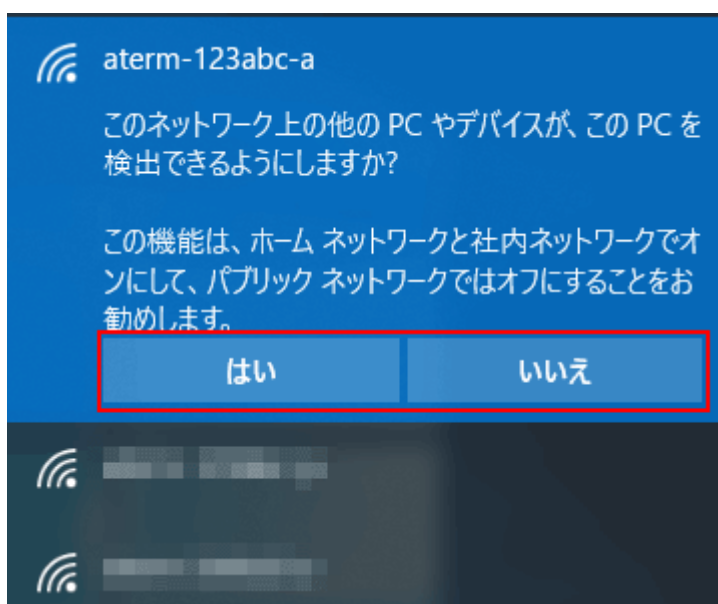 aterm-123abc-a
このネットワーク上の他の PC やデバイスが、この PC を
検出できるようにしますか?
この機能は、ホーム ネットワークと社内ネットワークでオ
ンにして、パブリック ネットワークではオフにすることをお
勧めします。
はい
いいえ